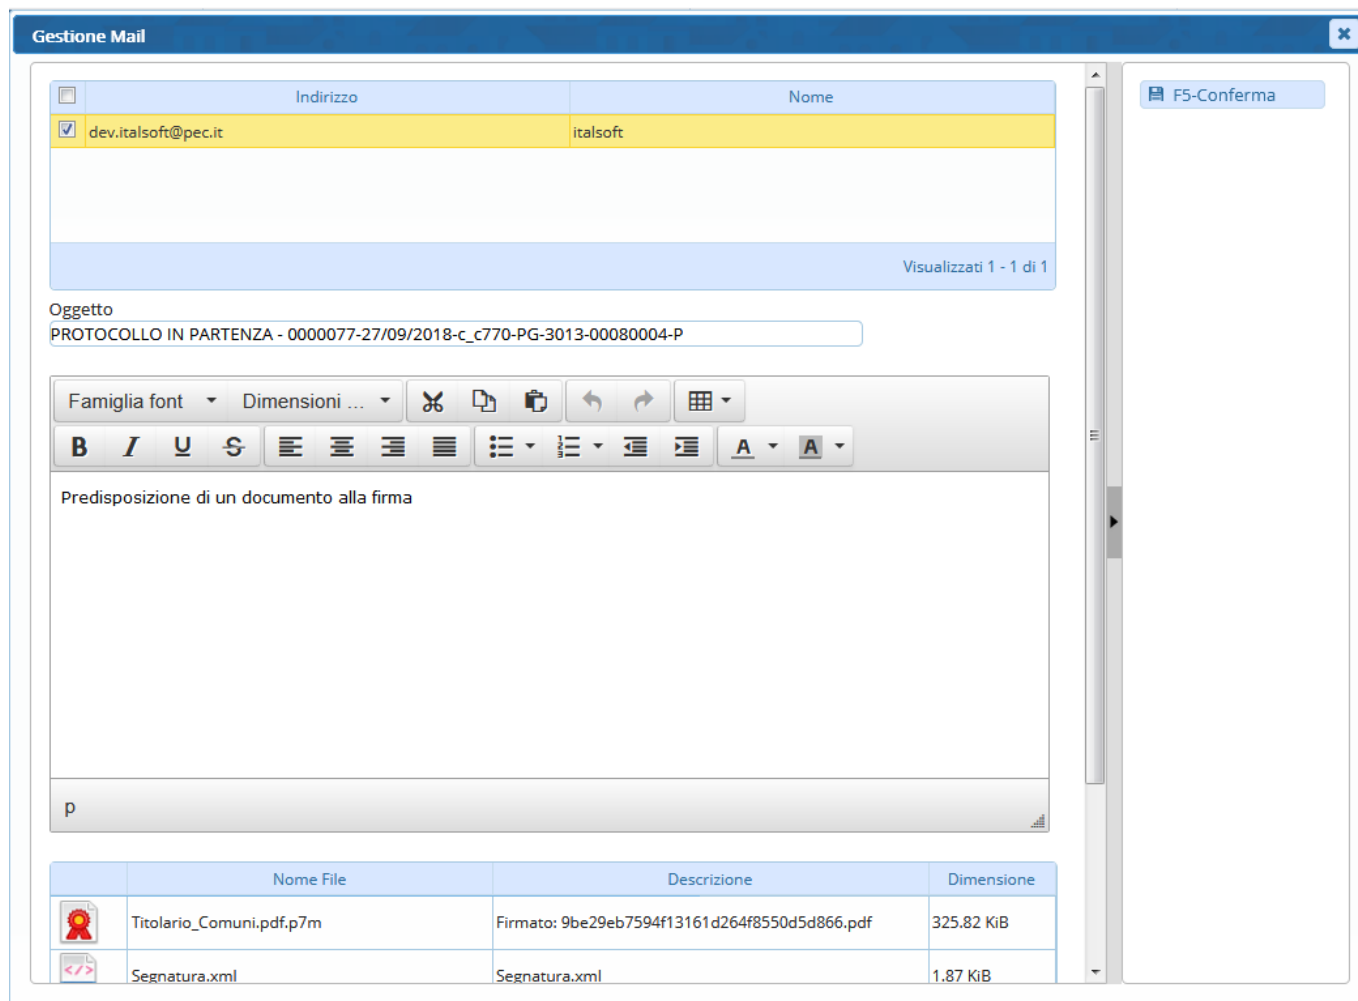 Gestione Mail
F5-Conferma
Indirizzo Nome
dev.italsoft@pec.it italsoft
Visualizzati 1 - 1 di 1
Oggetto
PROTOCOLLO IN PARTENZA - 0000077-27/09/2018-c_c770-PG-3013-00080004-P
Famiglia font Dimensioni ...
B I U S A A
Predisposizione di un documento alla firma
p
Nome File Descrizione Dimensione
Titolario_Comuni.pdf.p7m Firmato: 9be29eb7594f13161d264f8550d5d866.pdf 325.82 KiB
Segnatura.xml Segnatura.xml 1.87 KiB